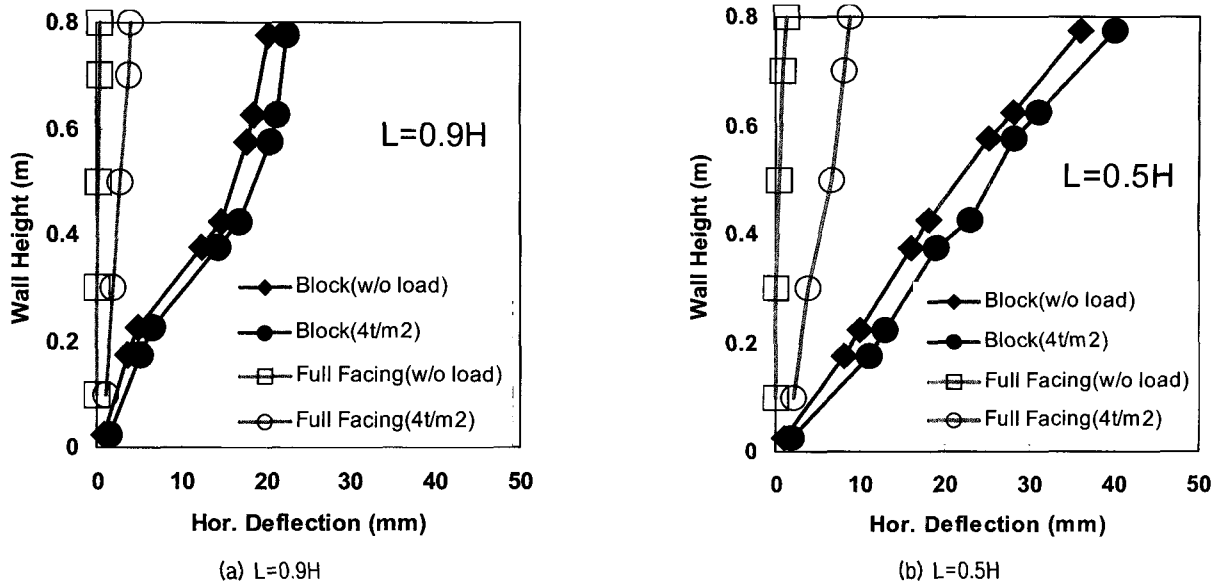 0.8
0.6
0.4
0.2
0
Wall Height (m)
L=0.9H
Block(w/o load)
Block(4t/m2)
Full Facing(w/o load)
Full Facing(4t/m2)
0 10 20 30 40 50
Hor. Deflection (mm)
(a) L=0.9H
0.8
0.6
0.4
0.2
0
Wall Height (m)
L=0.5H
Block(w/o load)
Block(4t/m2)
Full Facing(w/o load)
Full Facing(4t/m2)
0 10 20 30 40 50
Hor. Deflection (mm)
(b) L=0.5H